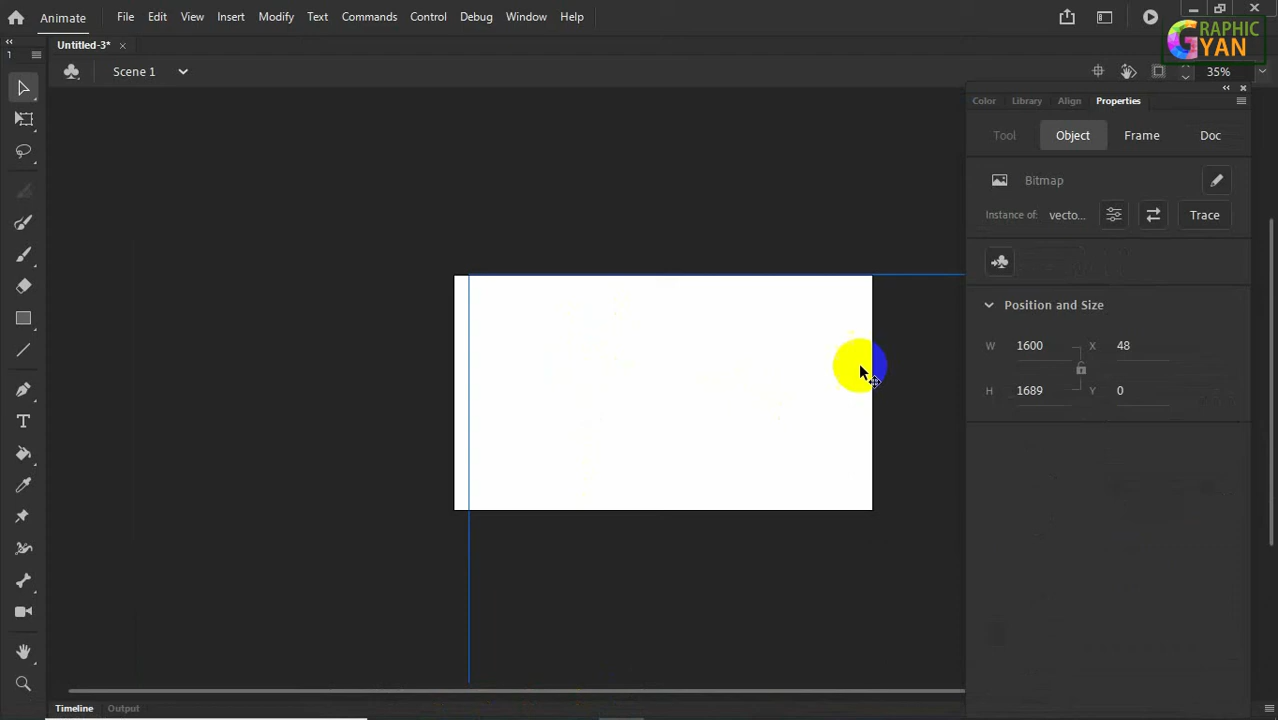 Animate File Edit View Insert Modify Text Commands Control Debug Window Help
GRAPHIC
GYAN
1 Untitled-3*
Scene 1 35%
Color Library Align Properties
Tool Object Frame Doc
Bitmap
Instance of: vecto... Trace
Position and Size
W 1600 X 48
H 1689 Y 0
Timeline Output